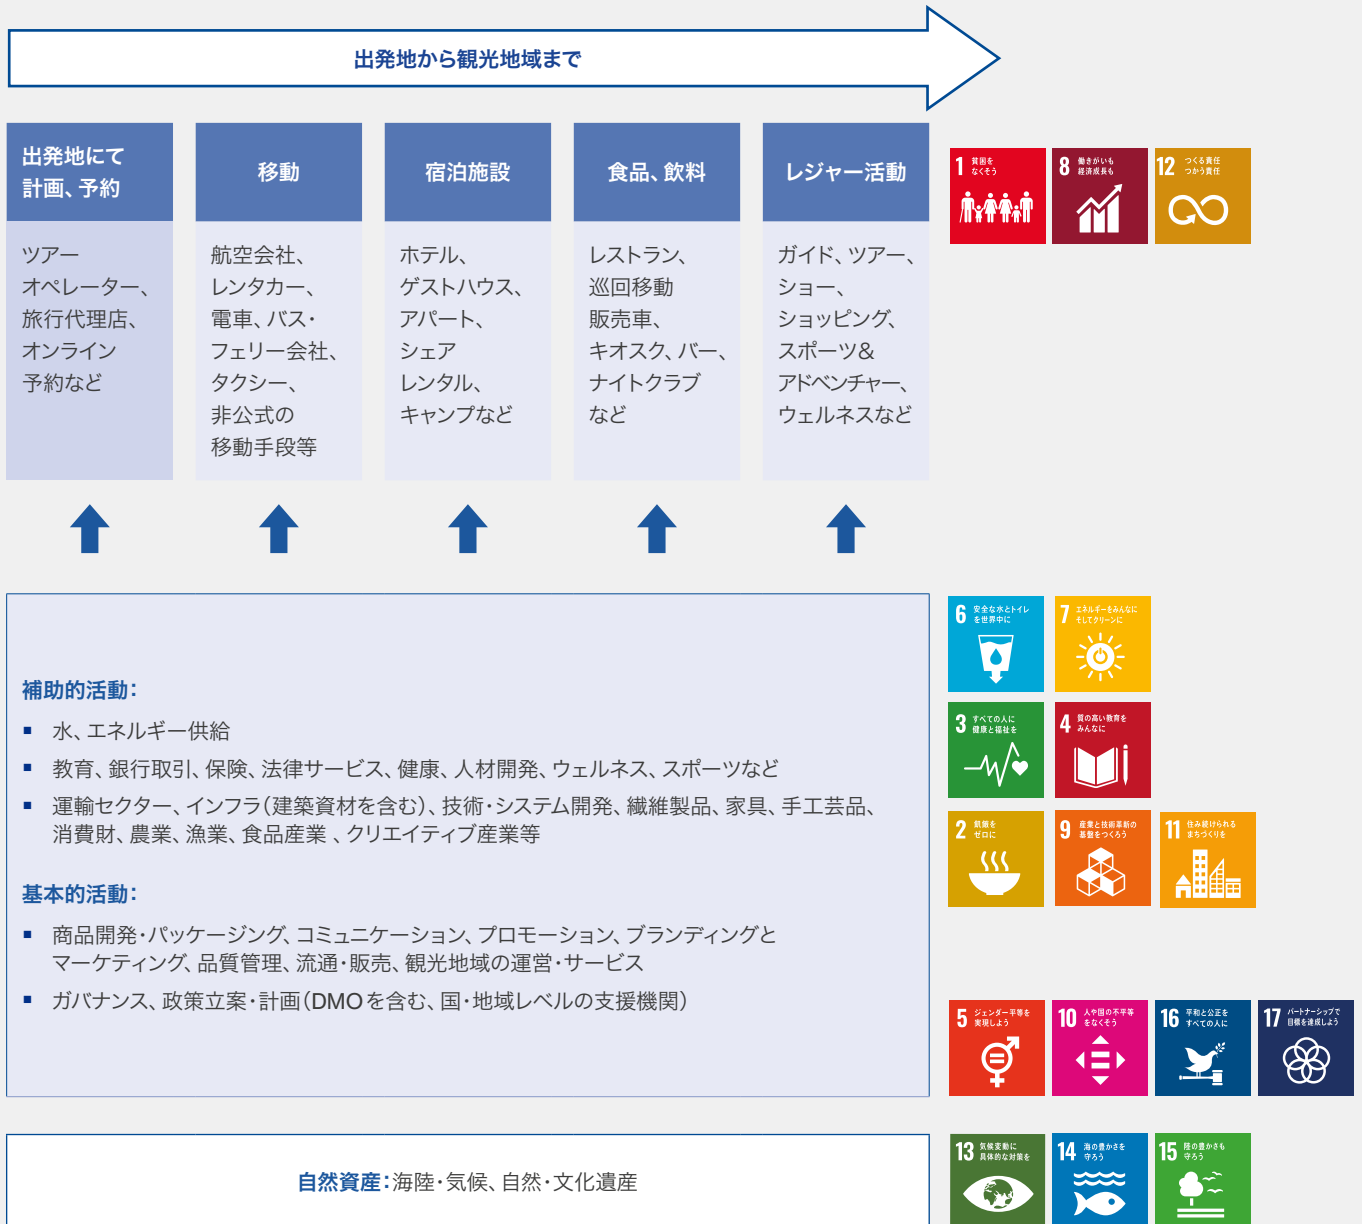 出発地から観光地域まで
出発地にて
計画、予約
ツアー
オペレーター、
旅行代理店、
オンライン
予約など
移動
航空会社、
レンタカー、
電車、バス・
フェリー会社、
タクシー、
非公式の
移動手段等
宿泊施設
ホテル、
ゲストハウス、
アパート、
シェア
レンタル、
キャンプなど
食品、飲料
レストラン、
巡回移動
販売車、
キオスク、バー、
ナイトクラブ
など
レジャー活動
ガイド、ツアー、
ショー、
ショッピング、
スポーツ&
アドベンチャー、
ウェルネスなど
1 貧困を
なくそう
8 働きがいも
経済成長も
12 つくる責任
つかう責任
補助的活動：
▪ 水、エネルギー供給
▪ 教育、銀行取引、保険、法律サービス、健康、人材開発、ウェルネス、スポーツなど
▪ 運輸セクター、インフラ（建築資材を含む）、技術・システム開発、繊維製品、家具、手工芸品、
消費財、農業、漁業、食品産業 、クリエイティブ産業等
基本的活動：
▪ 商品開発・パッケージング、コミュニケーション、プロモーション、ブランディングと
マーケティング、品質管理、流通・販売、観光地域の運営・サービス
▪ ガバナンス、政策立案・計画（DMOを含む、国・地域レベルの支援機関）
6 安全な水とトイレ
を世界中に
7 エネルギーをみんなに
そしてクリーンに
3 すべての人に
健康と福祉を
4 質の高い教育を
みんなに
2 飢餓を
ゼロに
9 産業と技術革新の
基盤をつくろう
11 住み続けられる
まちづくりを
5 ジェンダー平等を
実現しよう
10 人や国の不平等
をなくそう
16 平和と公正を
すべての人に
17 パートナーシップで
目標を達成しよう
自然資産：海陸・気候、自然・文化遺産
13 気候変動に
具体的な対策を
14 海の豊かさを
守ろう
15 陸の豊かさも
守ろう